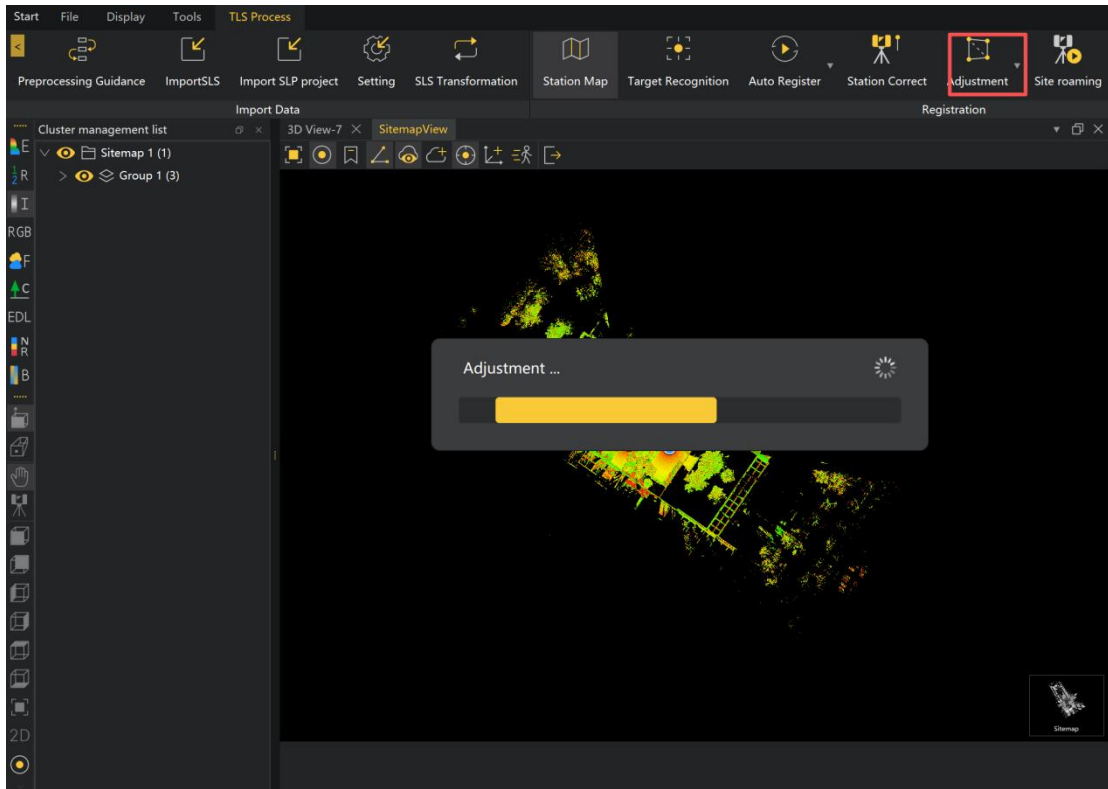 Start File Display Tools TLS Process
<
Preprocessing Guidance ImportSLS Import SLP project Setting SLS Transformation Station Map Target Recognition Auto Register Station Correct Adjustment Site roaming
Import Data Registration
Cluster management list 3D View-7 SitemapView
E
Sitemap 1 (1)
1/2 R
Group 1 (3)
I
RGB
F
C
EDL
N
R
B
Adjustment ...
2D
Sitemap